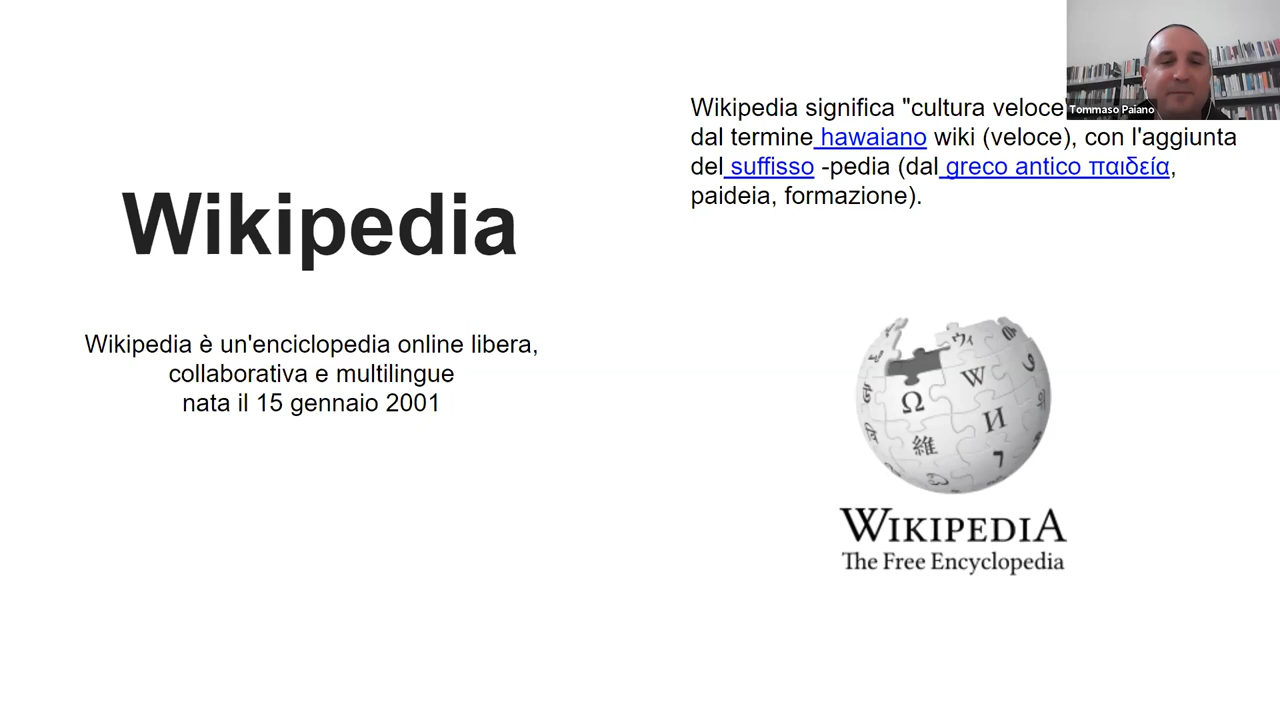 Wikipedia
Wikipedia è un'enciclopedia online libera,
collaborativa e multilingue
nata il 15 gennaio 2001
Wikipedia significa "cultura veloce"
dal termine hawaiano wiki (veloce), con l'aggiunta
del suffisso -pedia (dal greco antico παιδεία,
paideia, formazione).
Tommaso Paiano
Ω
W
И
維
WIKIPEDIA
The Free Encyclopedia